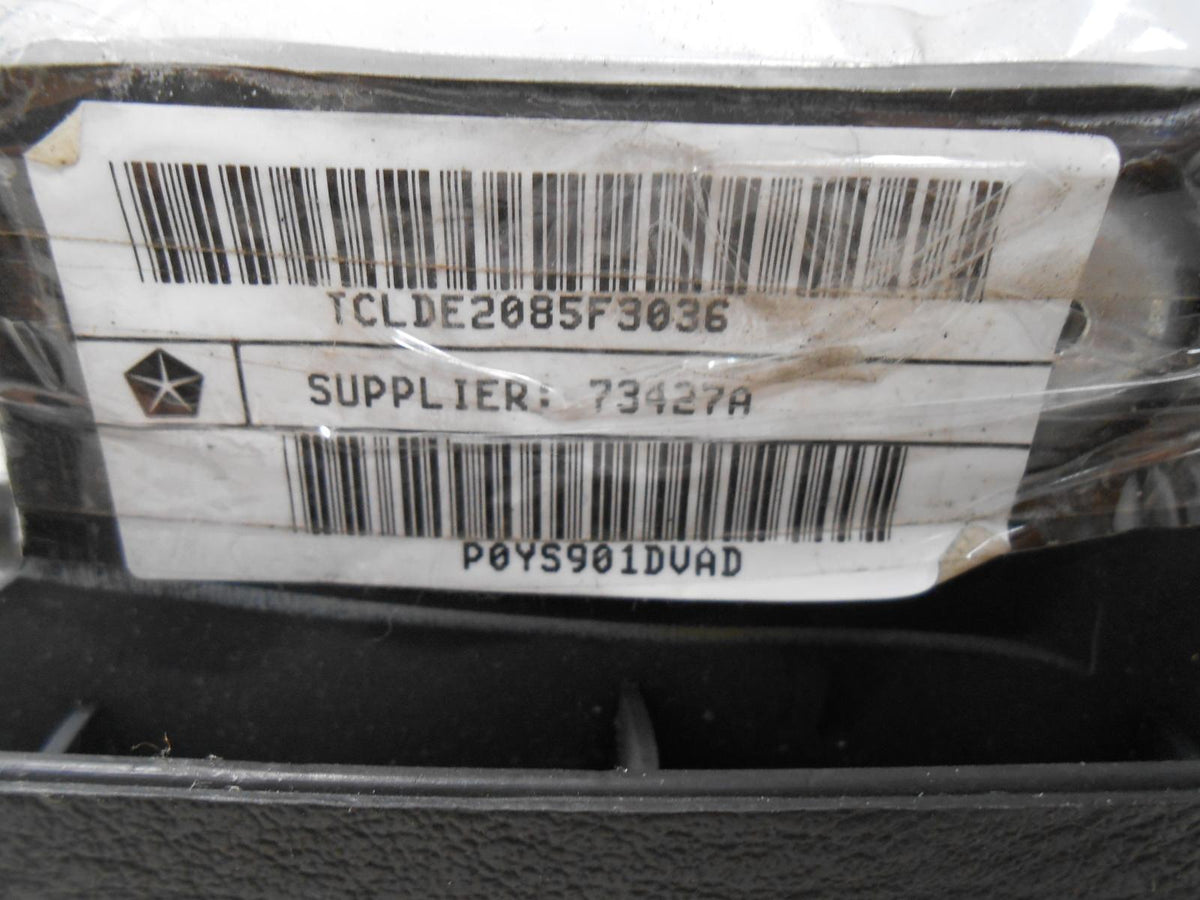 TCLDE2085F3036
SUPPLIER: 73427A
P0YS901DVAD